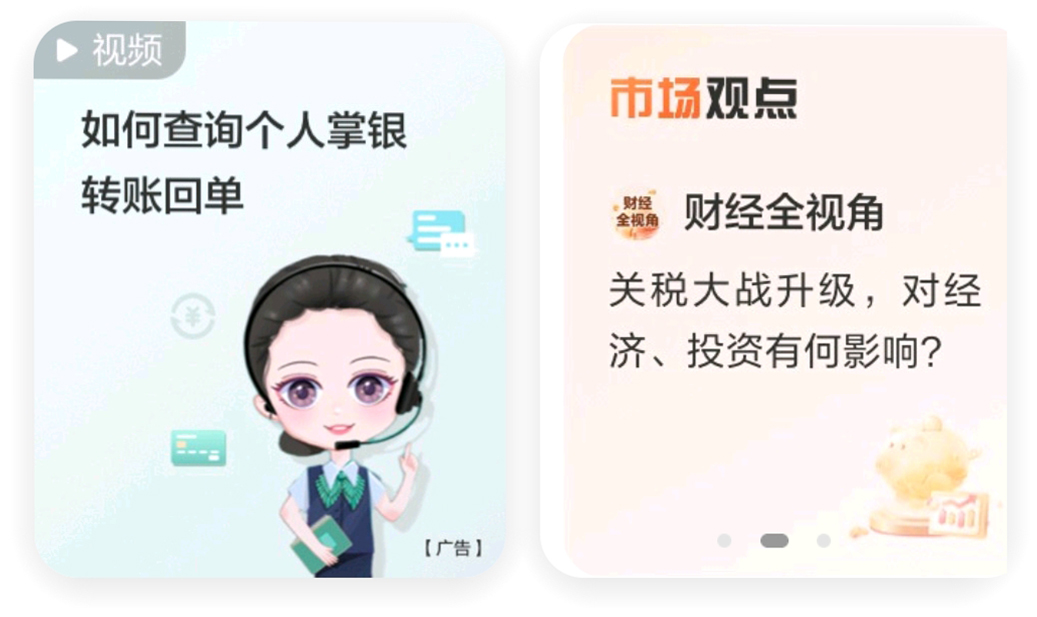 视频
如何查询个人掌银
转账回单
¥
【广告】
市场观点
财经
全视角
财经全视角
关税大战升级，对经
济、投资有何影响？